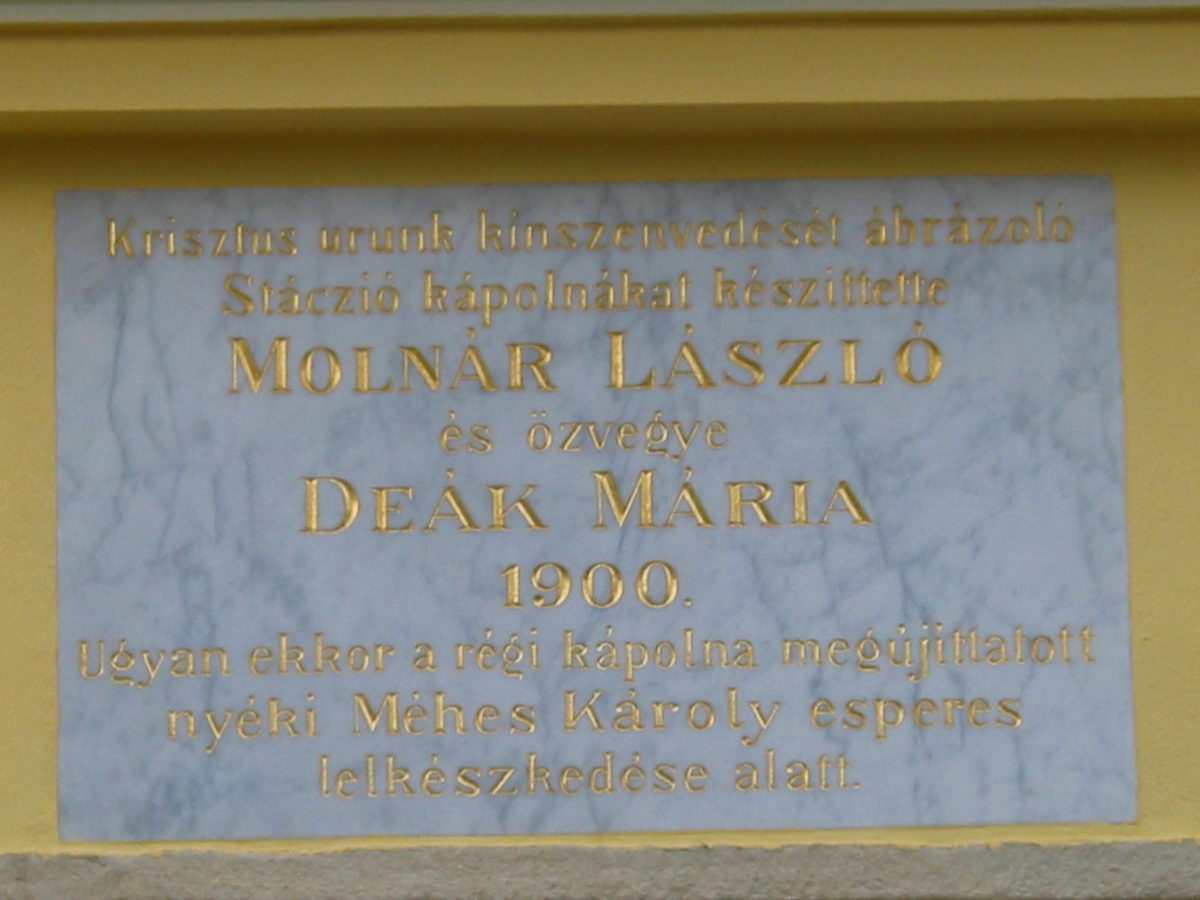 Krisztus urunk kínszenvedését ábrázoló
Stáczió kápolnákat készittette
MOLNÁR LÁSZLÓ
és özvegye
DEÁK MÁRIA
1900.
Ugyan ekkor a régi kápolna megújittatott
nyéki Méhes Károly esperes
lelkészkedése alatt.